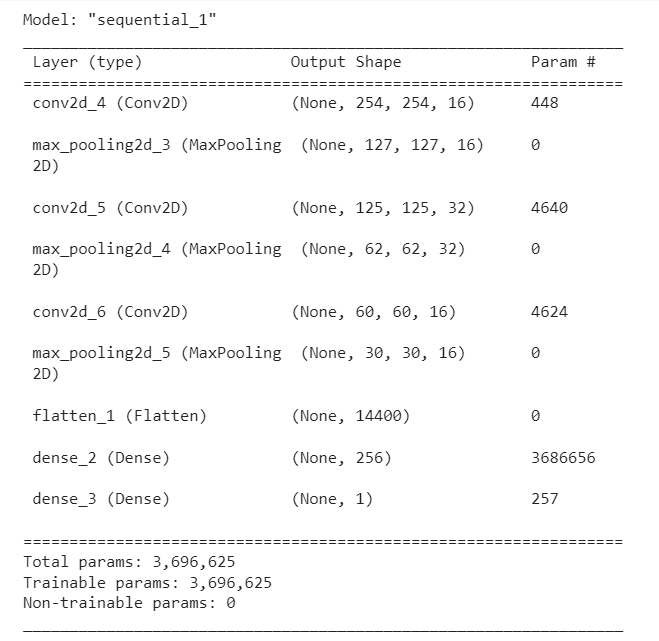 Model: "sequential_1"
Layer (type) Output Shape Param #
conv2d_4 (Conv2D) (None, 254, 254, 16) 448
max_pooling2d_3 (MaxPooling (None, 127, 127, 16) 0
2D)
conv2d_5 (Conv2D) (None, 125, 125, 32) 4640
max_pooling2d_4 (MaxPooling (None, 62, 62, 32) 0
2D)
conv2d_6 (Conv2D) (None, 60, 60, 16) 4624
max_pooling2d_5 (MaxPooling (None, 30, 30, 16) 0
2D)
flatten_1 (Flatten) (None, 14400) 0
dense_2 (Dense) (None, 256) 3686656
dense_3 (Dense) (None, 1) 257
Total params: 3,696,625
Trainable params: 3,696,625
Non-trainable params: 0